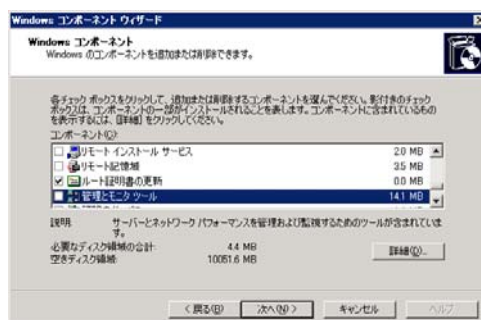 Windows コンポーネント ウィザード
Windows コンポーネント
Windows のコンポーネントを追加または削除できます。
各チェック ボックスをクリックして、追加または削除するコンポーネントを選んでください。影付きのチェック
ボックスは、コンポーネントの一部がインストールされることを表します。コンポーネントに含まれているもの
を表示するには、[詳細] をクリックしてください。
コンポーネント(C):
リモート インストール サービス 2.0 MB
リモート記憶域 3.5 MB
ルート証明書の更新 0.0 MB
管理とモニタ ツール 14.1 MB
説明: サーバーとネットワーク パフォーマンスを管理および監視するためのツールが含まれていま
す。
必要なディスク領域の合計: 4.4 MB
空きディスク領域: 10051.6 MB
詳細(D)...
< 戻る(B) 次へ(N) > キャンセル ヘルプ